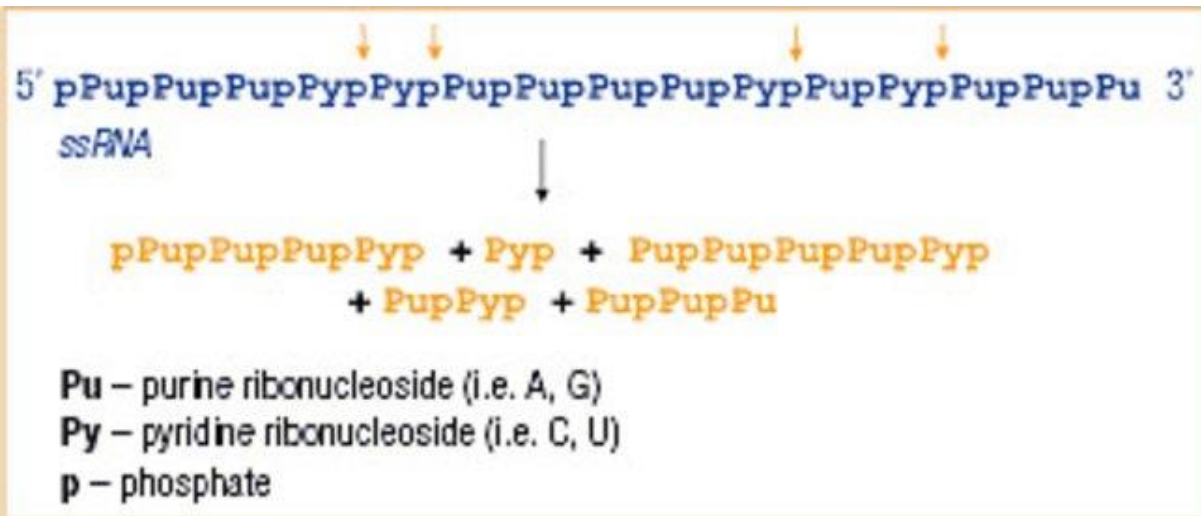 5' pPupPupPupPypPypPupPupPupPupPypPupPypPupPupPu 3'
ssRNA
pPupPupPupPyp + Pyp + PupPupPupPupPyp
+ PupPyp + PupPupPu
Pu – purine ribonucleoside (i.e. A, G)
Py – pyridine ribonucleoside (i.e. C, U)
p – phosphate